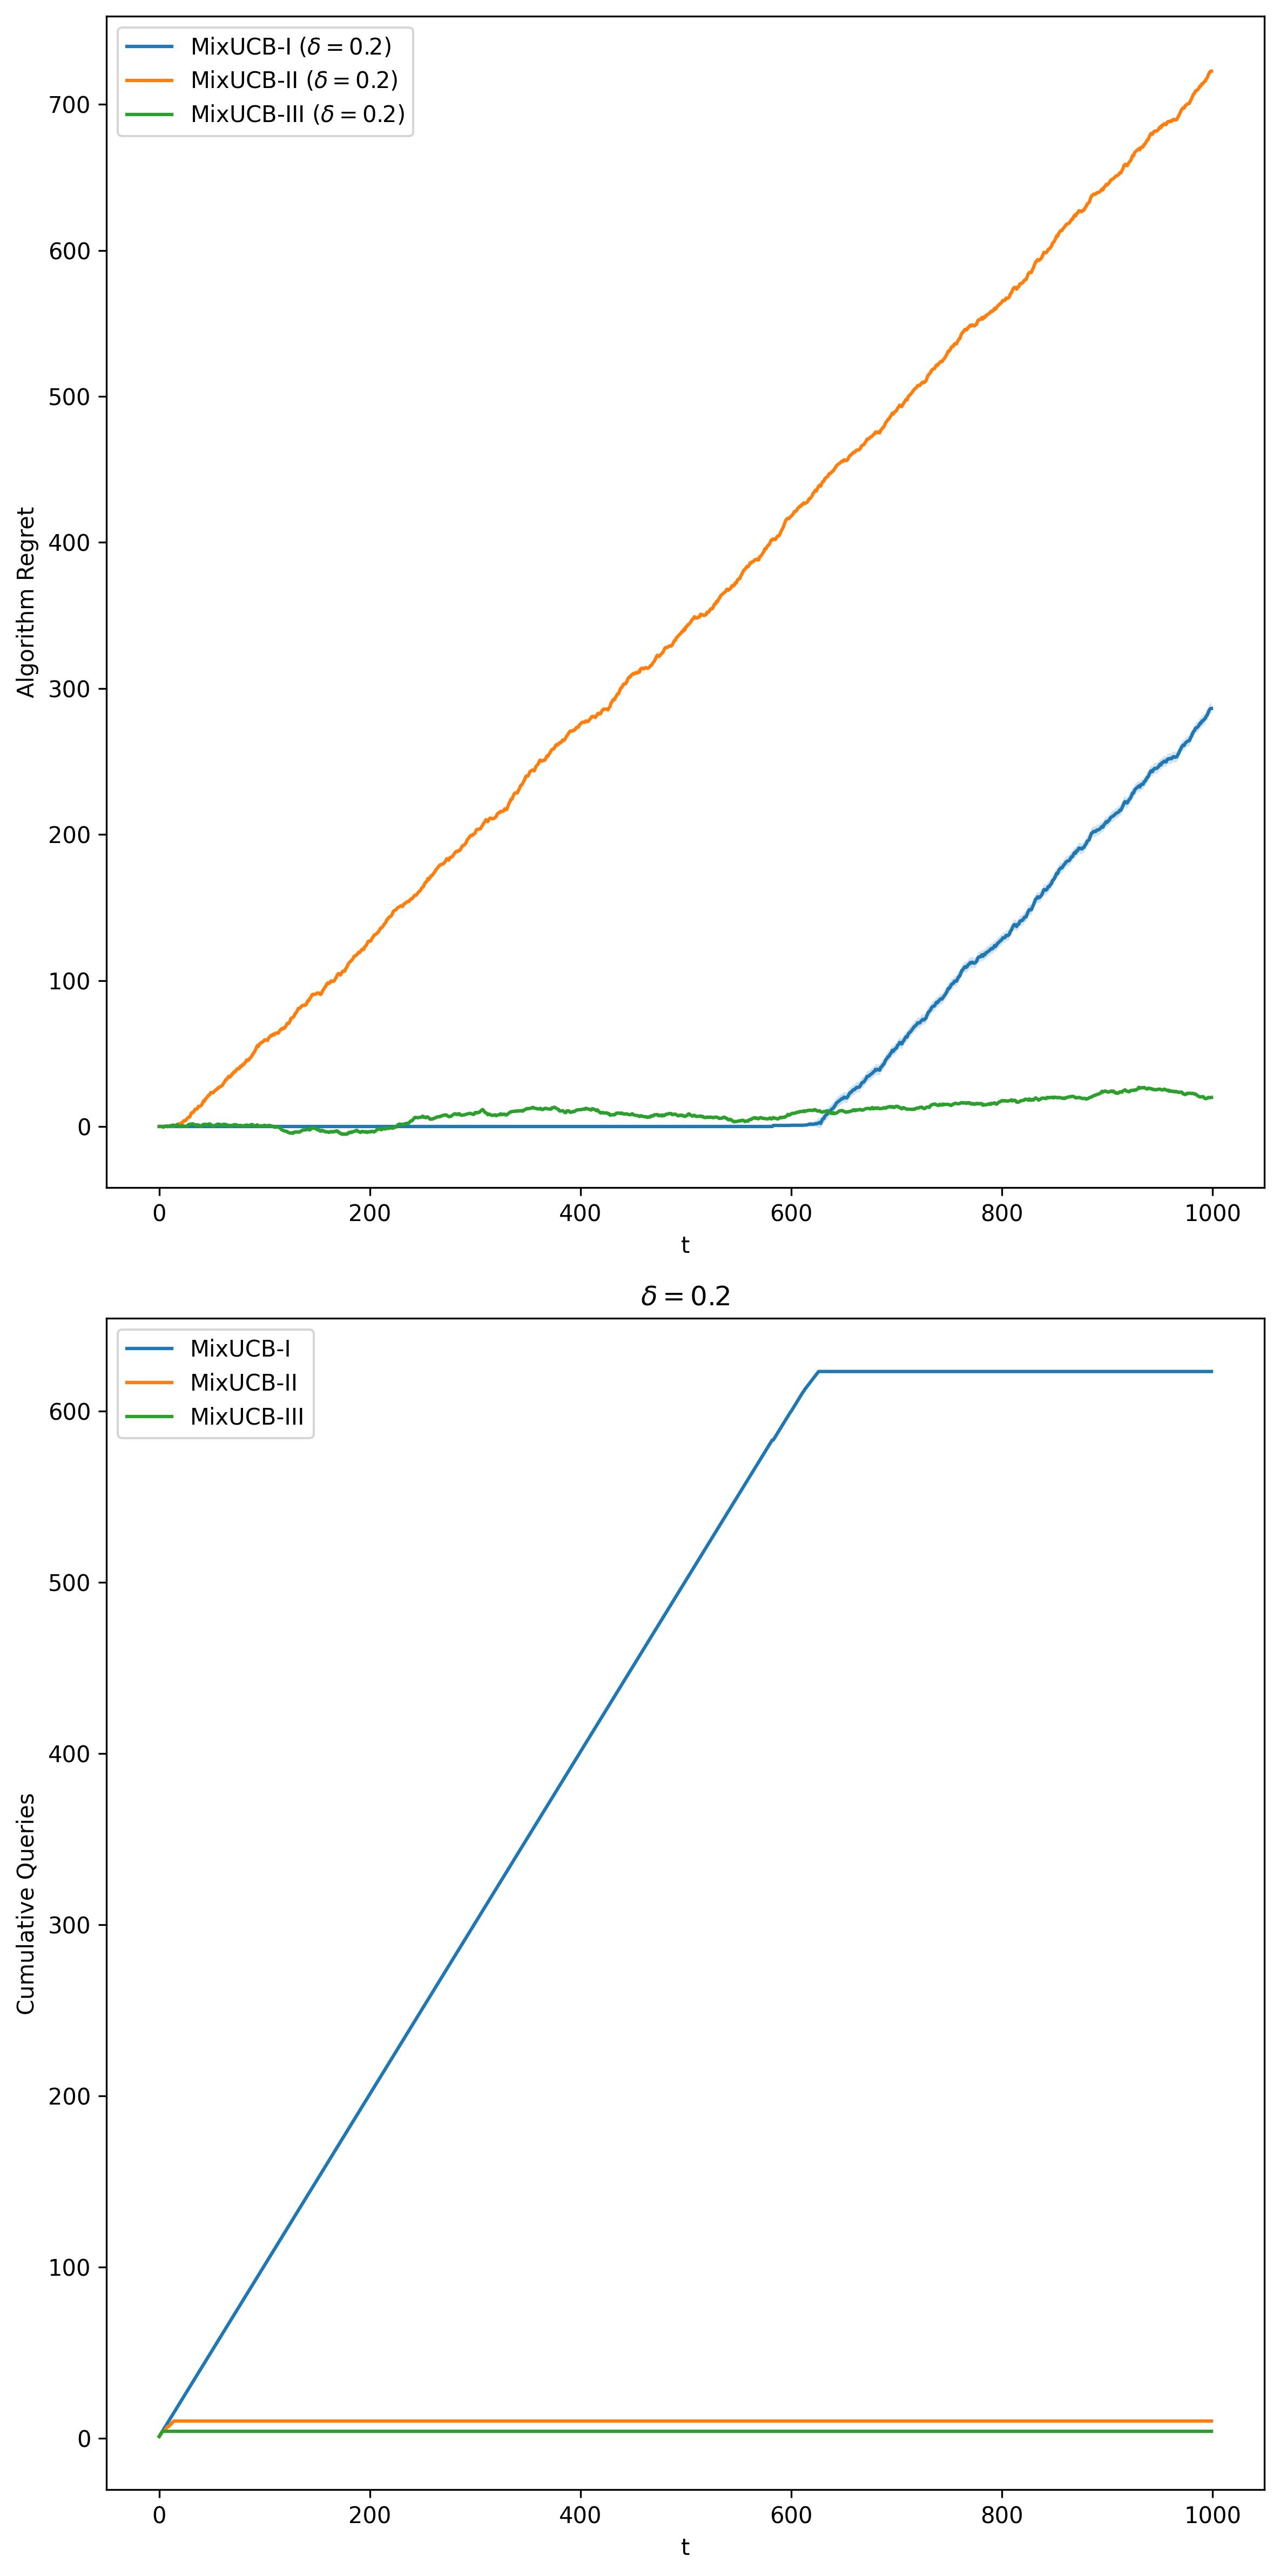 MixUCB-I (δ = 0.2)
MixUCB-II (δ = 0.2)
MixUCB-III (δ = 0.2)
700
600
500
400
300
200
100
0
Algorithm Regret
0 200 400 600 800 1000
t
δ = 0.2
MixUCB-I
MixUCB-II
MixUCB-III
600
500
400
300
200
100
0
Cumulative Queries
0 200 400 600 800 1000
t